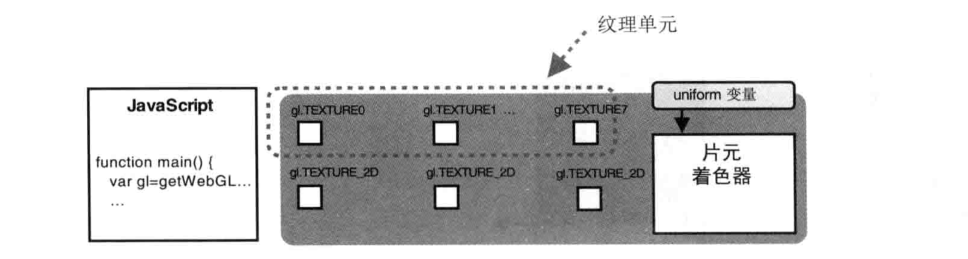 纹理单元
JavaScript
function main() {
var gl=getWebGL...
...
gl.TEXTURE0
gl.TEXTURE1 ...
gl.TEXTURE7
gl.TEXTURE_2D
gl.TEXTURE_2D
gl.TEXTURE_2D
uniform 变量
片元
着色器